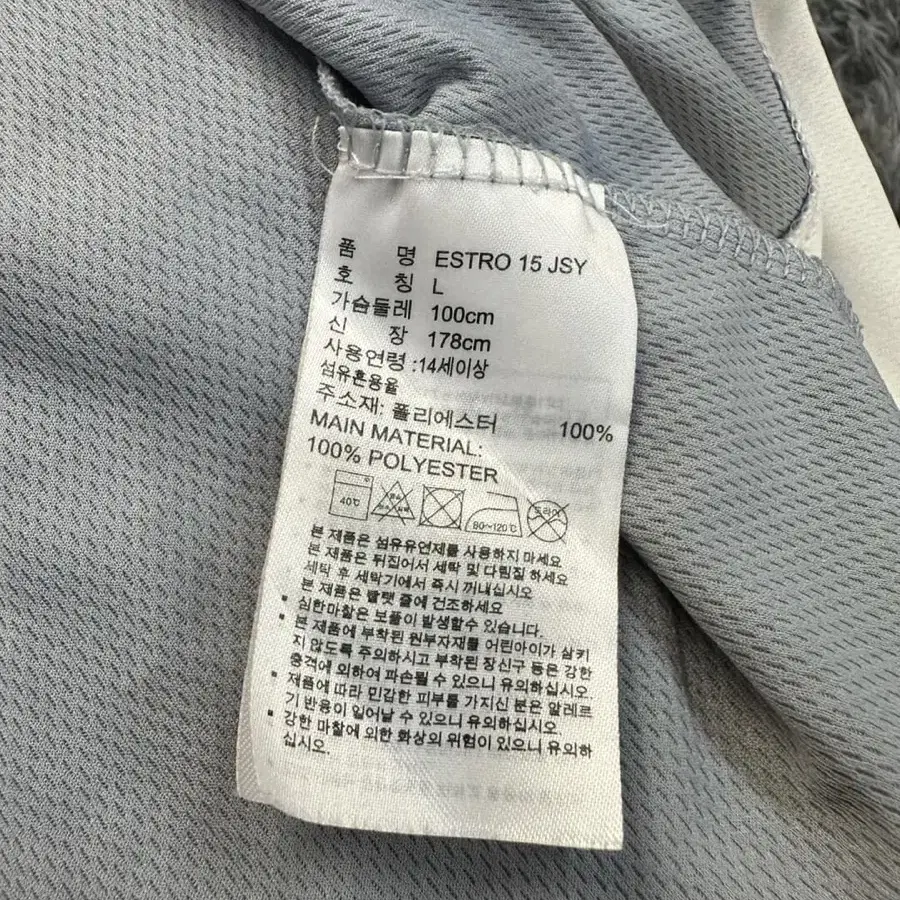 품 명 ESTRO 15 JSY
호 칭 L
가슴둘레 100cm
신 장 178cm
사용연령 :14세이상
섬유혼용율
주소재: 폴리에스터 100%
MAIN MATERIAL:
100% POLYESTER
40℃ 80~120℃ 드라이
본 제품은 섬유유연제를 사용하지 마세요
본 제품은 뒤집어서 세탁 및 다림질 하세요
세탁 후 세탁기에서 즉시 꺼내십시오
본 제품은 빨랫 줄에 건조하세요
▪ 심한마찰은 보풀이 발생할수 있습니다.
▪ 본 제품에 부착된 원부자재를 어린아이가 삼키
지 않도록 주의하시고 부착된 장신구 등은 강한
충격에 의하여 파손될 수 있으니 유의하십시오.
▪ 제품에 따라 민감한 피부를 가지신 분은 알레르
기 반응이 일어날 수 있으니 유의하십시오.
▪ 강한 마찰에 의한 화상의 위험이 있으니 유의하
십시오.